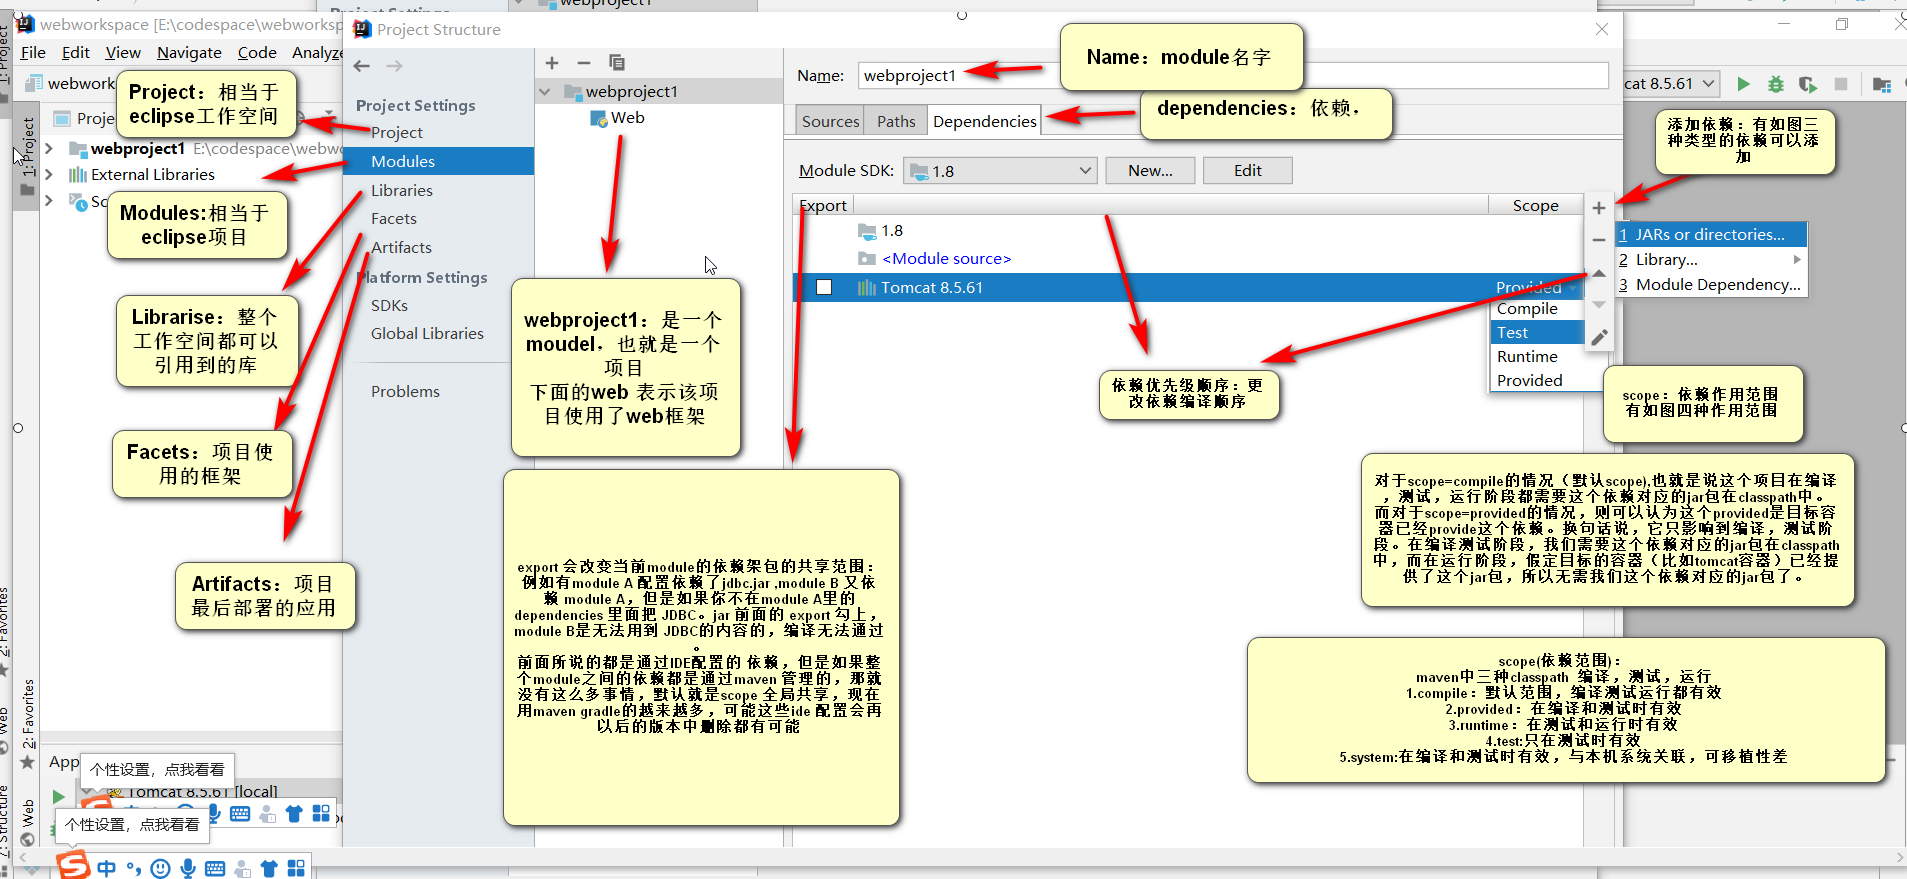 Project Settings
webproject1
webworkspace [E:\codespace\webworksp
Project Structure
File Edit View Navigate Code Analyze
webwork
Proje
webproject1 E:\codespace\webwo
External Libraries
Sc
1: Project
1: Project
2: Favorites
2: Favorites
Web
Web
7: Structure
Project：相当于
eclipse工作空间
Modules:相当于
eclipse项目
Librarise：整个
工作空间都可以
引用到的库
Facets：项目使
用的框架
Artifacts：项目
最后部署的应用
Project Settings
Project
Modules
Libraries
Facets
Artifacts
Platform Settings
SDKs
Global Libraries
Problems
webproject1
Web
webproject1：是一个
moudel，也就是一个
项目
下面的web 表示该项
目使用了web框架
Name: webproject1
Name：module名字
Sources Paths Dependencies
dependencies：依赖，
Module SDK: 1.8 New... Edit
Export Scope
1.8
<Module source>
Tomcat 8.5.61 Provided
Compile
Test
Runtime
Provided
cat 8.5.61
添加依赖：有如图三
种类型的依赖可以添
加
1 JARs or directories...
2 Library...
3 Module Dependency...
依赖优先级顺序：更
改依赖编译顺序
scope：依赖作用范围
有如图四种作用范围
对于scope=compile的情况（默认scope),也就是说这个项目在编译
，测试，运行阶段都需要这个依赖对应的jar包在classpath中。
而对于scope=provided的情况，则可以认为这个provided是目标容
器已经provide这个依赖。换句话说，它只影响到编译，测试阶
段。在编译测试阶段，我们需要这个依赖对应的jar包在classpath
中，而在运行阶段，假定目标的容器（比如tomcat容器）已经提
供了这个jar包，所以无需我们这个依赖对应的jar包了。
export 会改变当前module的依赖架包的共享范围：
例如有module A 配置依赖了jdbc.jar ,module B 又依
赖 module A，但是如果你不在module A里的
dependencies 里面把 JDBC。jar 前面的 export 勾上，
module B是无法用到 JDBC的内容的，编译无法通过
。
前面所说的都是通过IDE配置的 依赖，但是如果整
个module之间的依赖都是通过maven 管理的，那就
没有这么多事情，默认就是scope 全局共享，现在
用maven gradle的越来越多，可能这些ide 配置会再
以后的版本中删除都有可能
scope(依赖范围)：
maven中三种classpath 编译，测试，运行
1.compile：默认范围，编译测试运行都有效
2.provided：在编译和测试时有效
3.runtime：在测试和运行时有效
4.test:只在测试时有效
5.system:在编译和测试时有效，与本机系统关联，可移植性差
App
个性设置，点我看看
Tomcat 8.5.61 [local]
个性设置，点我看看
中